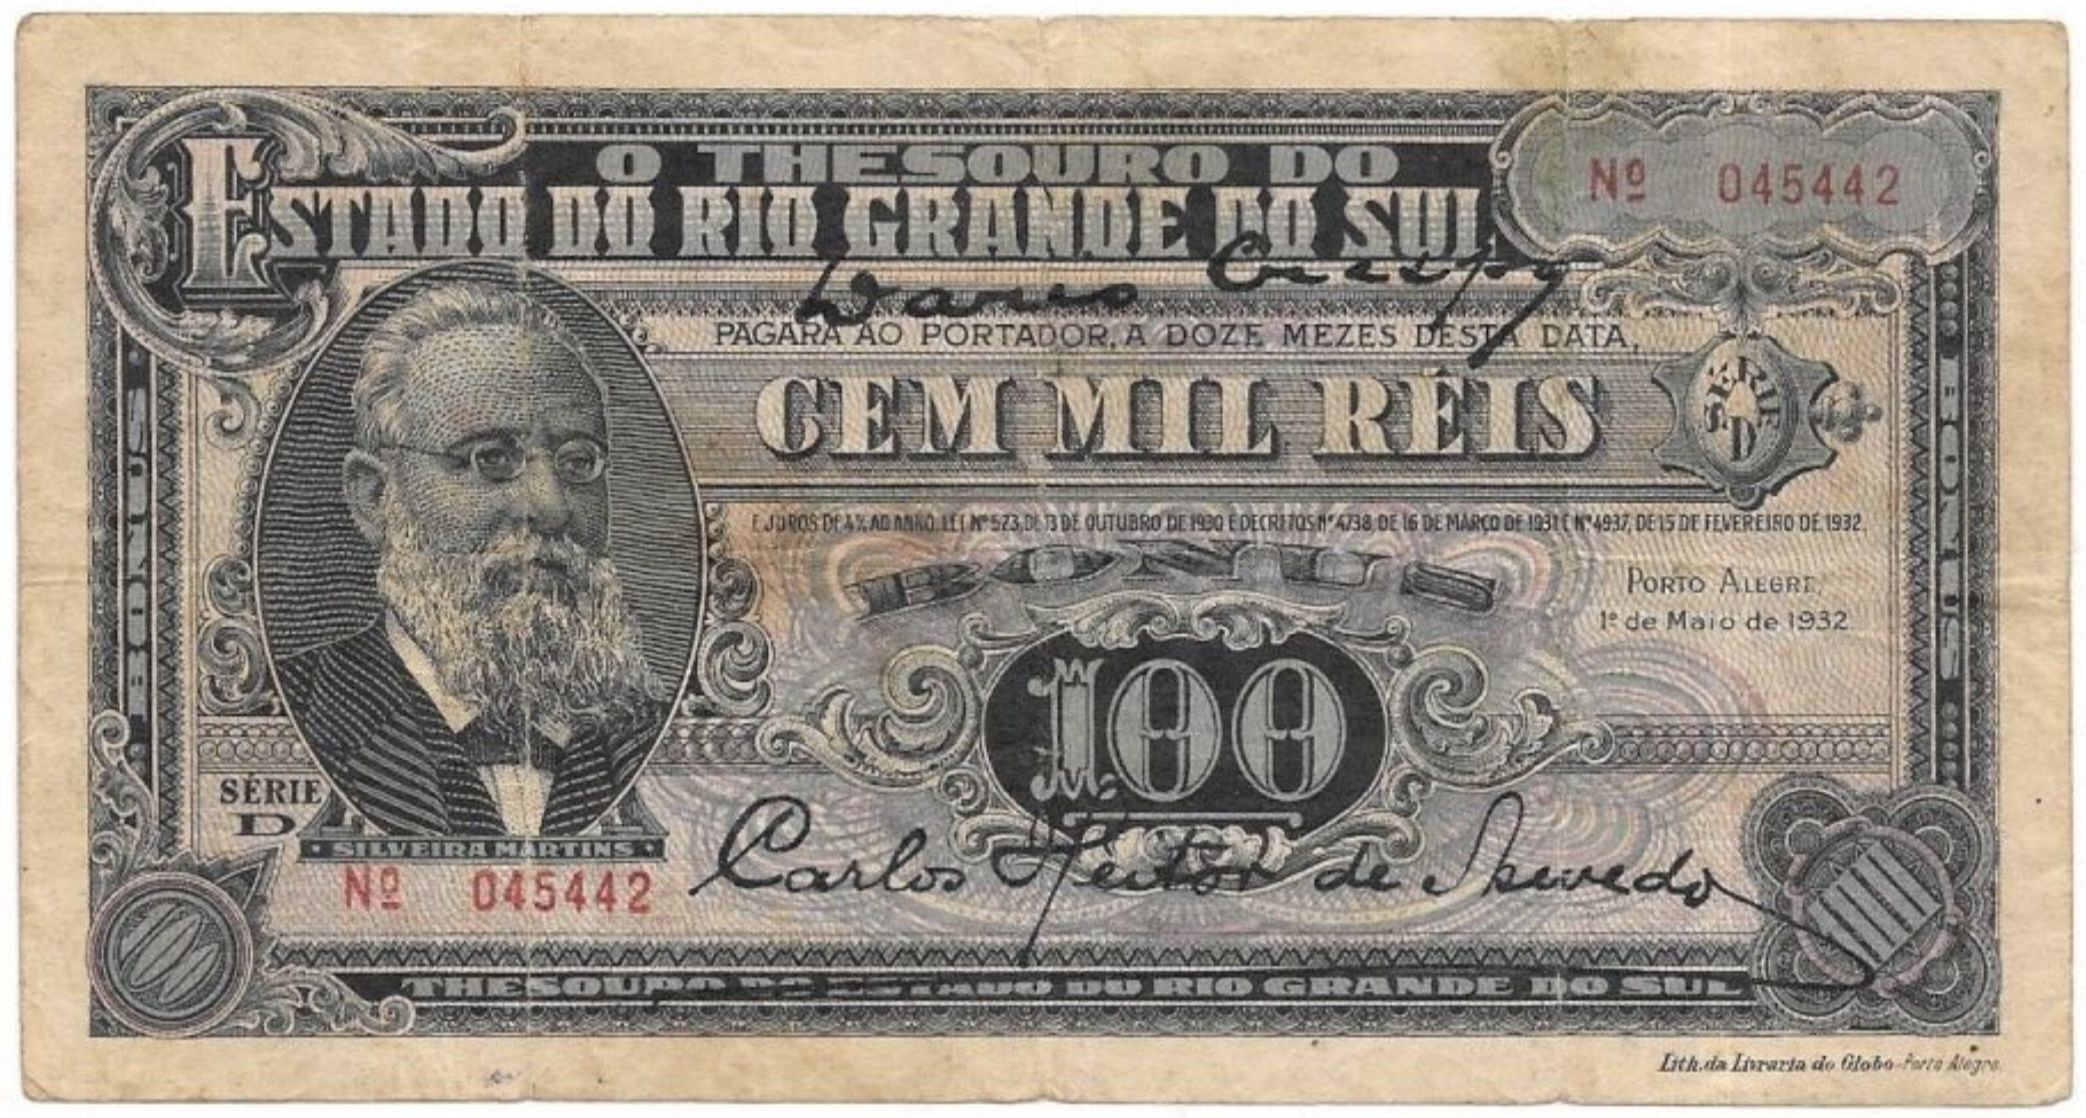 O THESOURO DO
ESTADO DO RIO GRANDE DO SUL
Nº 045442
PAGARÁ AO PORTADOR, A DOZE MEZES DESTA DATA,
CEM MIL RÉIS
SÉRIE D
E JUROS DE 4% AO ANNO. LEI Nº 523, DE 13 DE OUTUBRO DE 1930 E DECRETOS Nº 4738, DE 16 DE MARÇO DE 1931 E Nº 4937, DE 15 DE FEVEREIRO DE 1932.
PORTO ALEGRE,
1º de Maio de 1932.
BONUS
BONUS
100
SÉRIE
D
SILVEIRA MARTINS
Nº 045442
Carlos Heitor de Azevedo
100
THESOURO DO ESTADO DO RIO GRANDE DO SUL
Lith. da Livraria do Globo-Porto Alegre